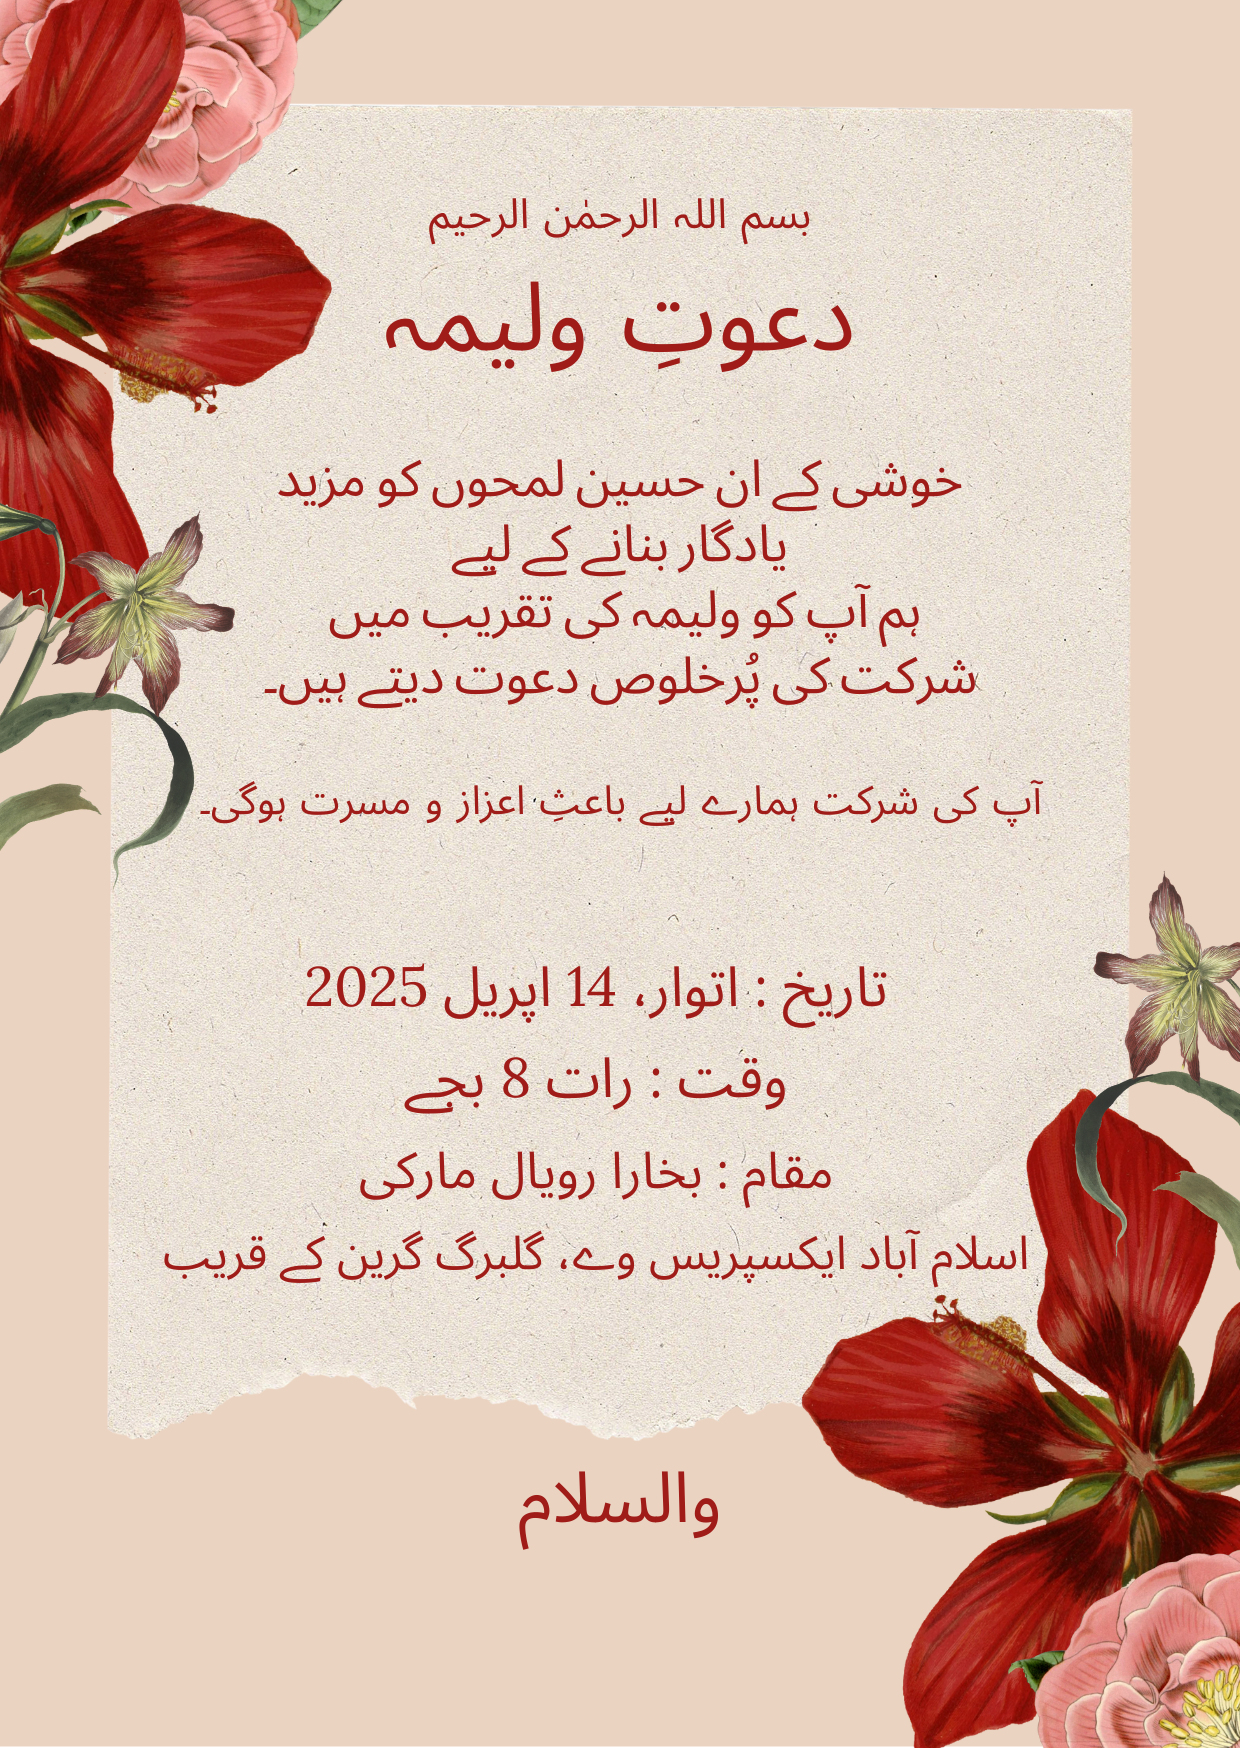 بسم اللہ الرحمٰن الرحیم
دعوتِ ولیمہ
خوشی کے ان حسین لمحوں کو مزید
یادگار بنانے کے لیے
ہم آپ کو ولیمہ کی تقریب میں
شرکت کی پُرخلوص دعوت دیتے ہیں۔
آپ کی شرکت ہمارے لیے باعثِ اعزاز و مسرت ہوگی۔
تاریخ : اتوار، 14 اپریل 2025
وقت : رات 8 بجے
مقام : بخارا رویال مارکی
اسلام آباد ایکسپریس وے، گلبرگ گرین کے قریب
والسلام